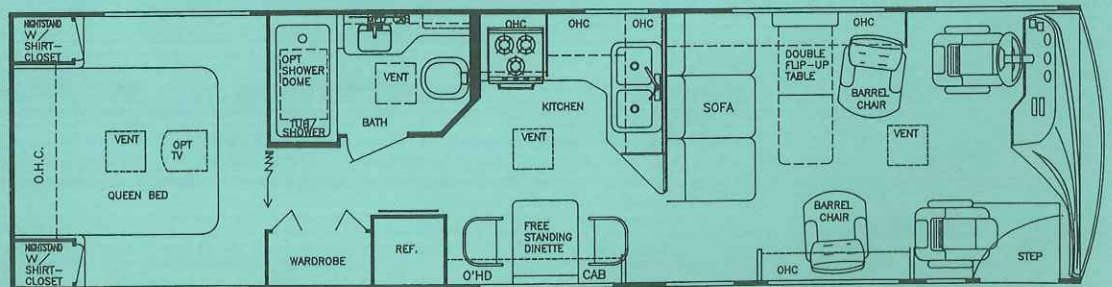 NIGHTSTAND
W/
SHIRT-
CLOSET
O.H.C.
VENT
OPT
TV
QUEEN BED
NIGHTSTAND
W/
SHIRT-
CLOSET
OPT
SHOWER
DOME
TUB/
SHOWER
CAB
VENT
BATH
WARDROBE
REF.
OHC
OHC
OHC
KITCHEN
VENT
FREE
STANDING
DINETTE
O'HD
CAB
SOFA
DOUBLE
FLIP-UP
TABLE
OHC
BARREL
CHAIR
VENT
BARREL
CHAIR
OHC
STEP